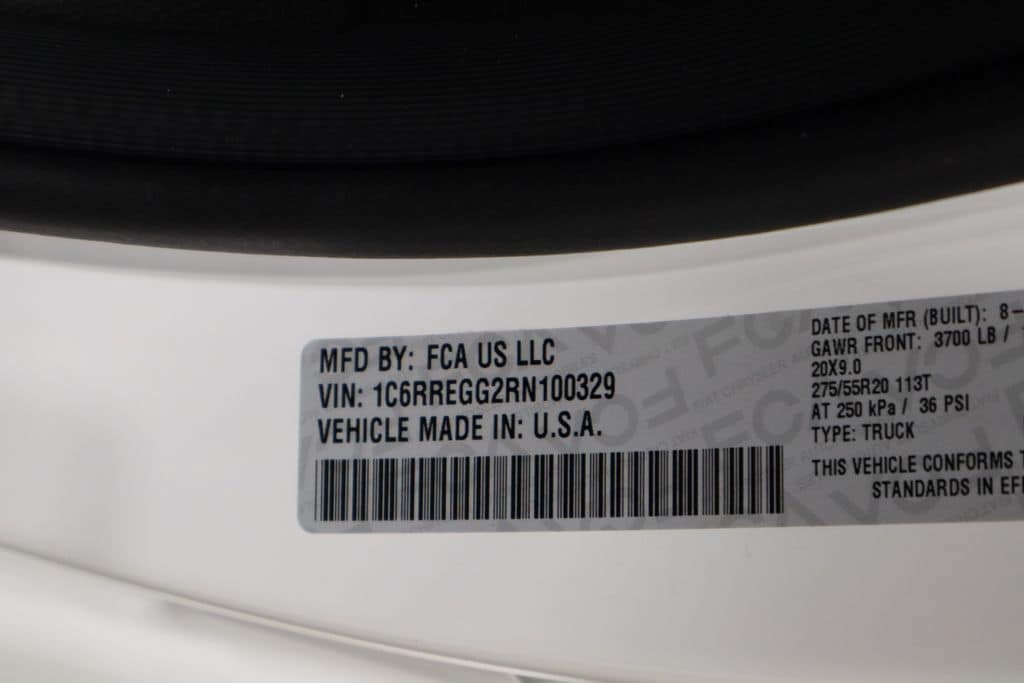 MFD BY: FCA US LLC
VIN: 1C6RREGG2RN100329
VEHICLE MADE IN: U.S.A.
DATE OF MFR (BUILT): 8-
GAWR FRONT: 3700 LB /
20X9.0
275/55R20 113T
AT 250 kPa / 36 PSI
TYPE: TRUCK
THIS VEHICLE CONFORMS
STANDARDS IN